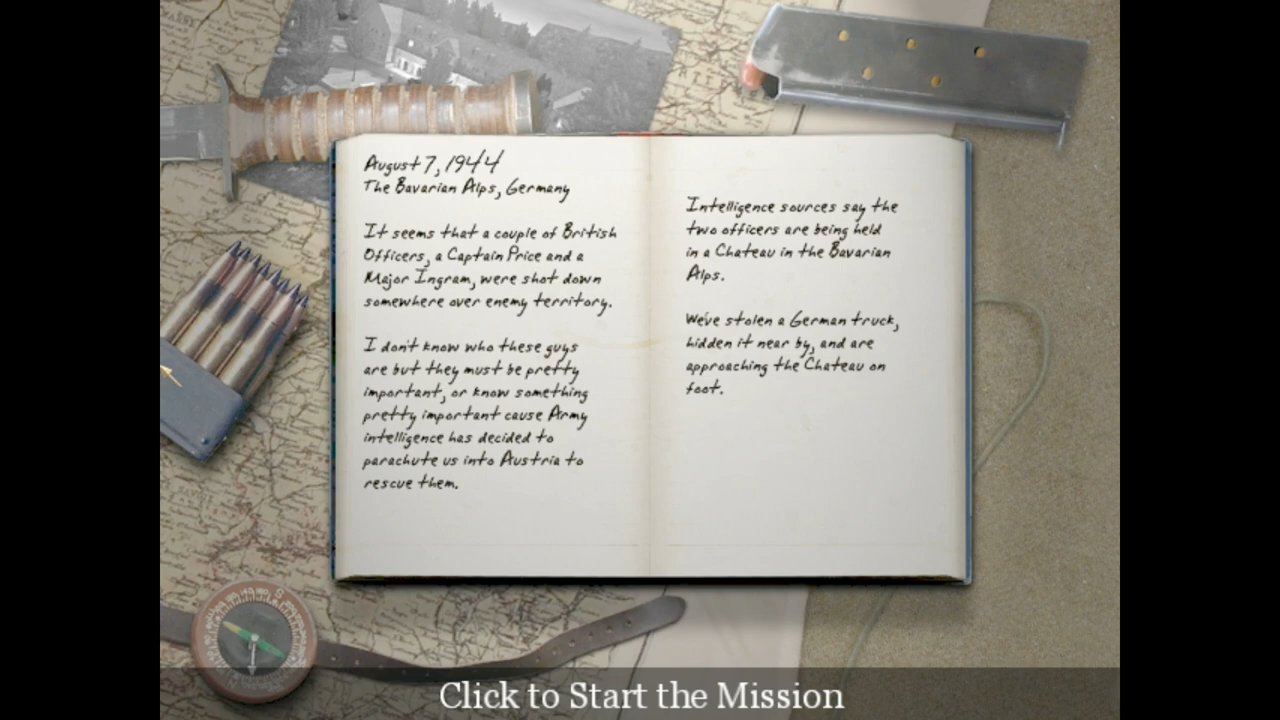 August 7, 1944
The Bavarian Alps, Germany
It seems that a couple of British
Officers, a Captain Price and a
Major Ingram, were shot down
somewhere over enemy territory.
I don't know who these guys
are but they must be pretty
important, or know something
pretty important cause Army
intelligence has decided to
parachute us into Austria to
rescue them.
Intelligence sources say the
two officers are being held
in a Chateau in the Bavarian
Alps.
We've stolen a German truck,
hidden it near by, and are
approaching the Chateau on
foot.
Click to Start the Mission